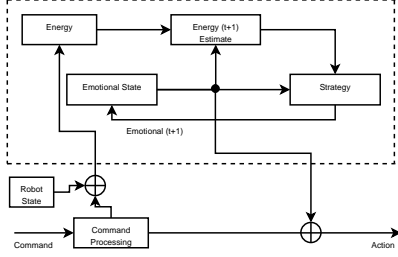 Energy
Energy (t+1)
Estimate
Emotional State
Strategy
Emotional (t+1)
Robot
State
Command
Processing
Command
Action